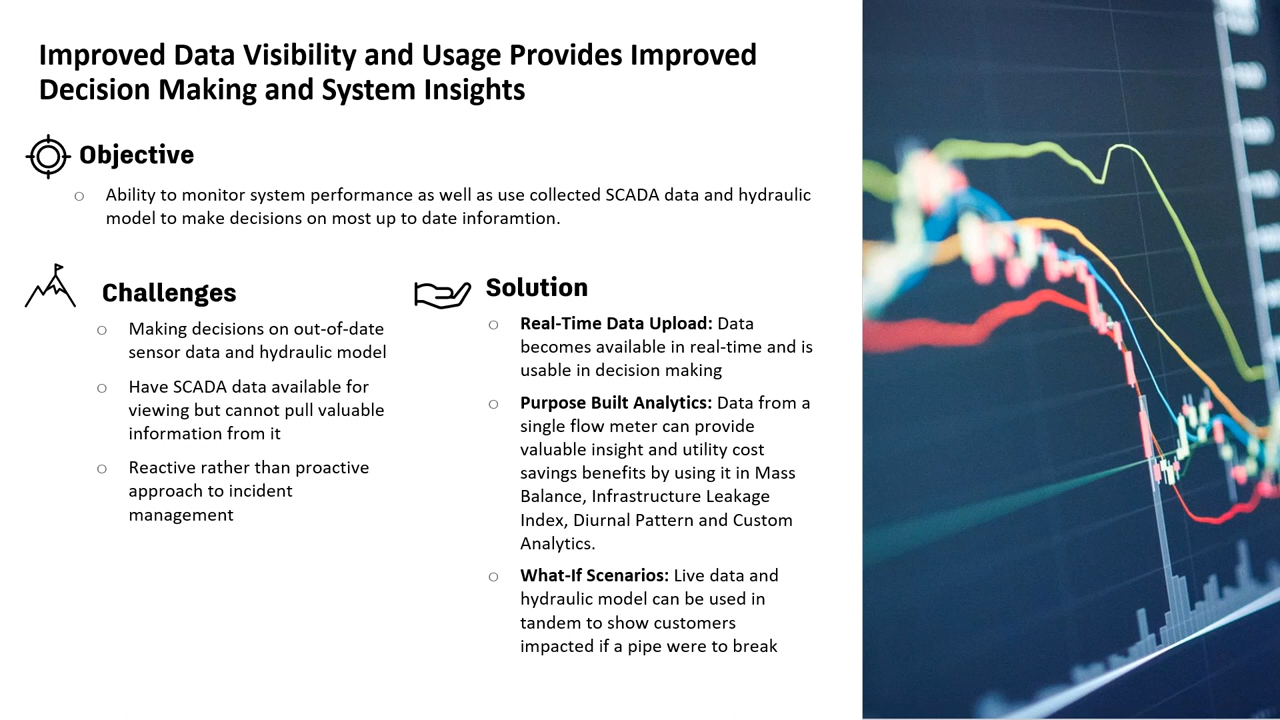 Improved Data Visibility and Usage Provides Improved
Decision Making and System Insights
Objective
○ Ability to monitor system performance as well as use collected SCADA data and hydraulic
model to make decisions on most up to date inforamtion.
Challenges
○ Making decisions on out-of-date
sensor data and hydraulic model
○ Have SCADA data available for
viewing but cannot pull valuable
information from it
○ Reactive rather than proactive
approach to incident
management
Solution
○ Real-Time Data Upload: Data
becomes available in real-time and is
usable in decision making
○ Purpose Built Analytics: Data from a
single flow meter can provide
valuable insight and utility cost
savings benefits by using it in Mass
Balance, Infrastructure Leakage
Index, Diurnal Pattern and Custom
Analytics.
○ What-If Scenarios: Live data and
hydraulic model can be used in
tandem to show customers
impacted if a pipe were to break